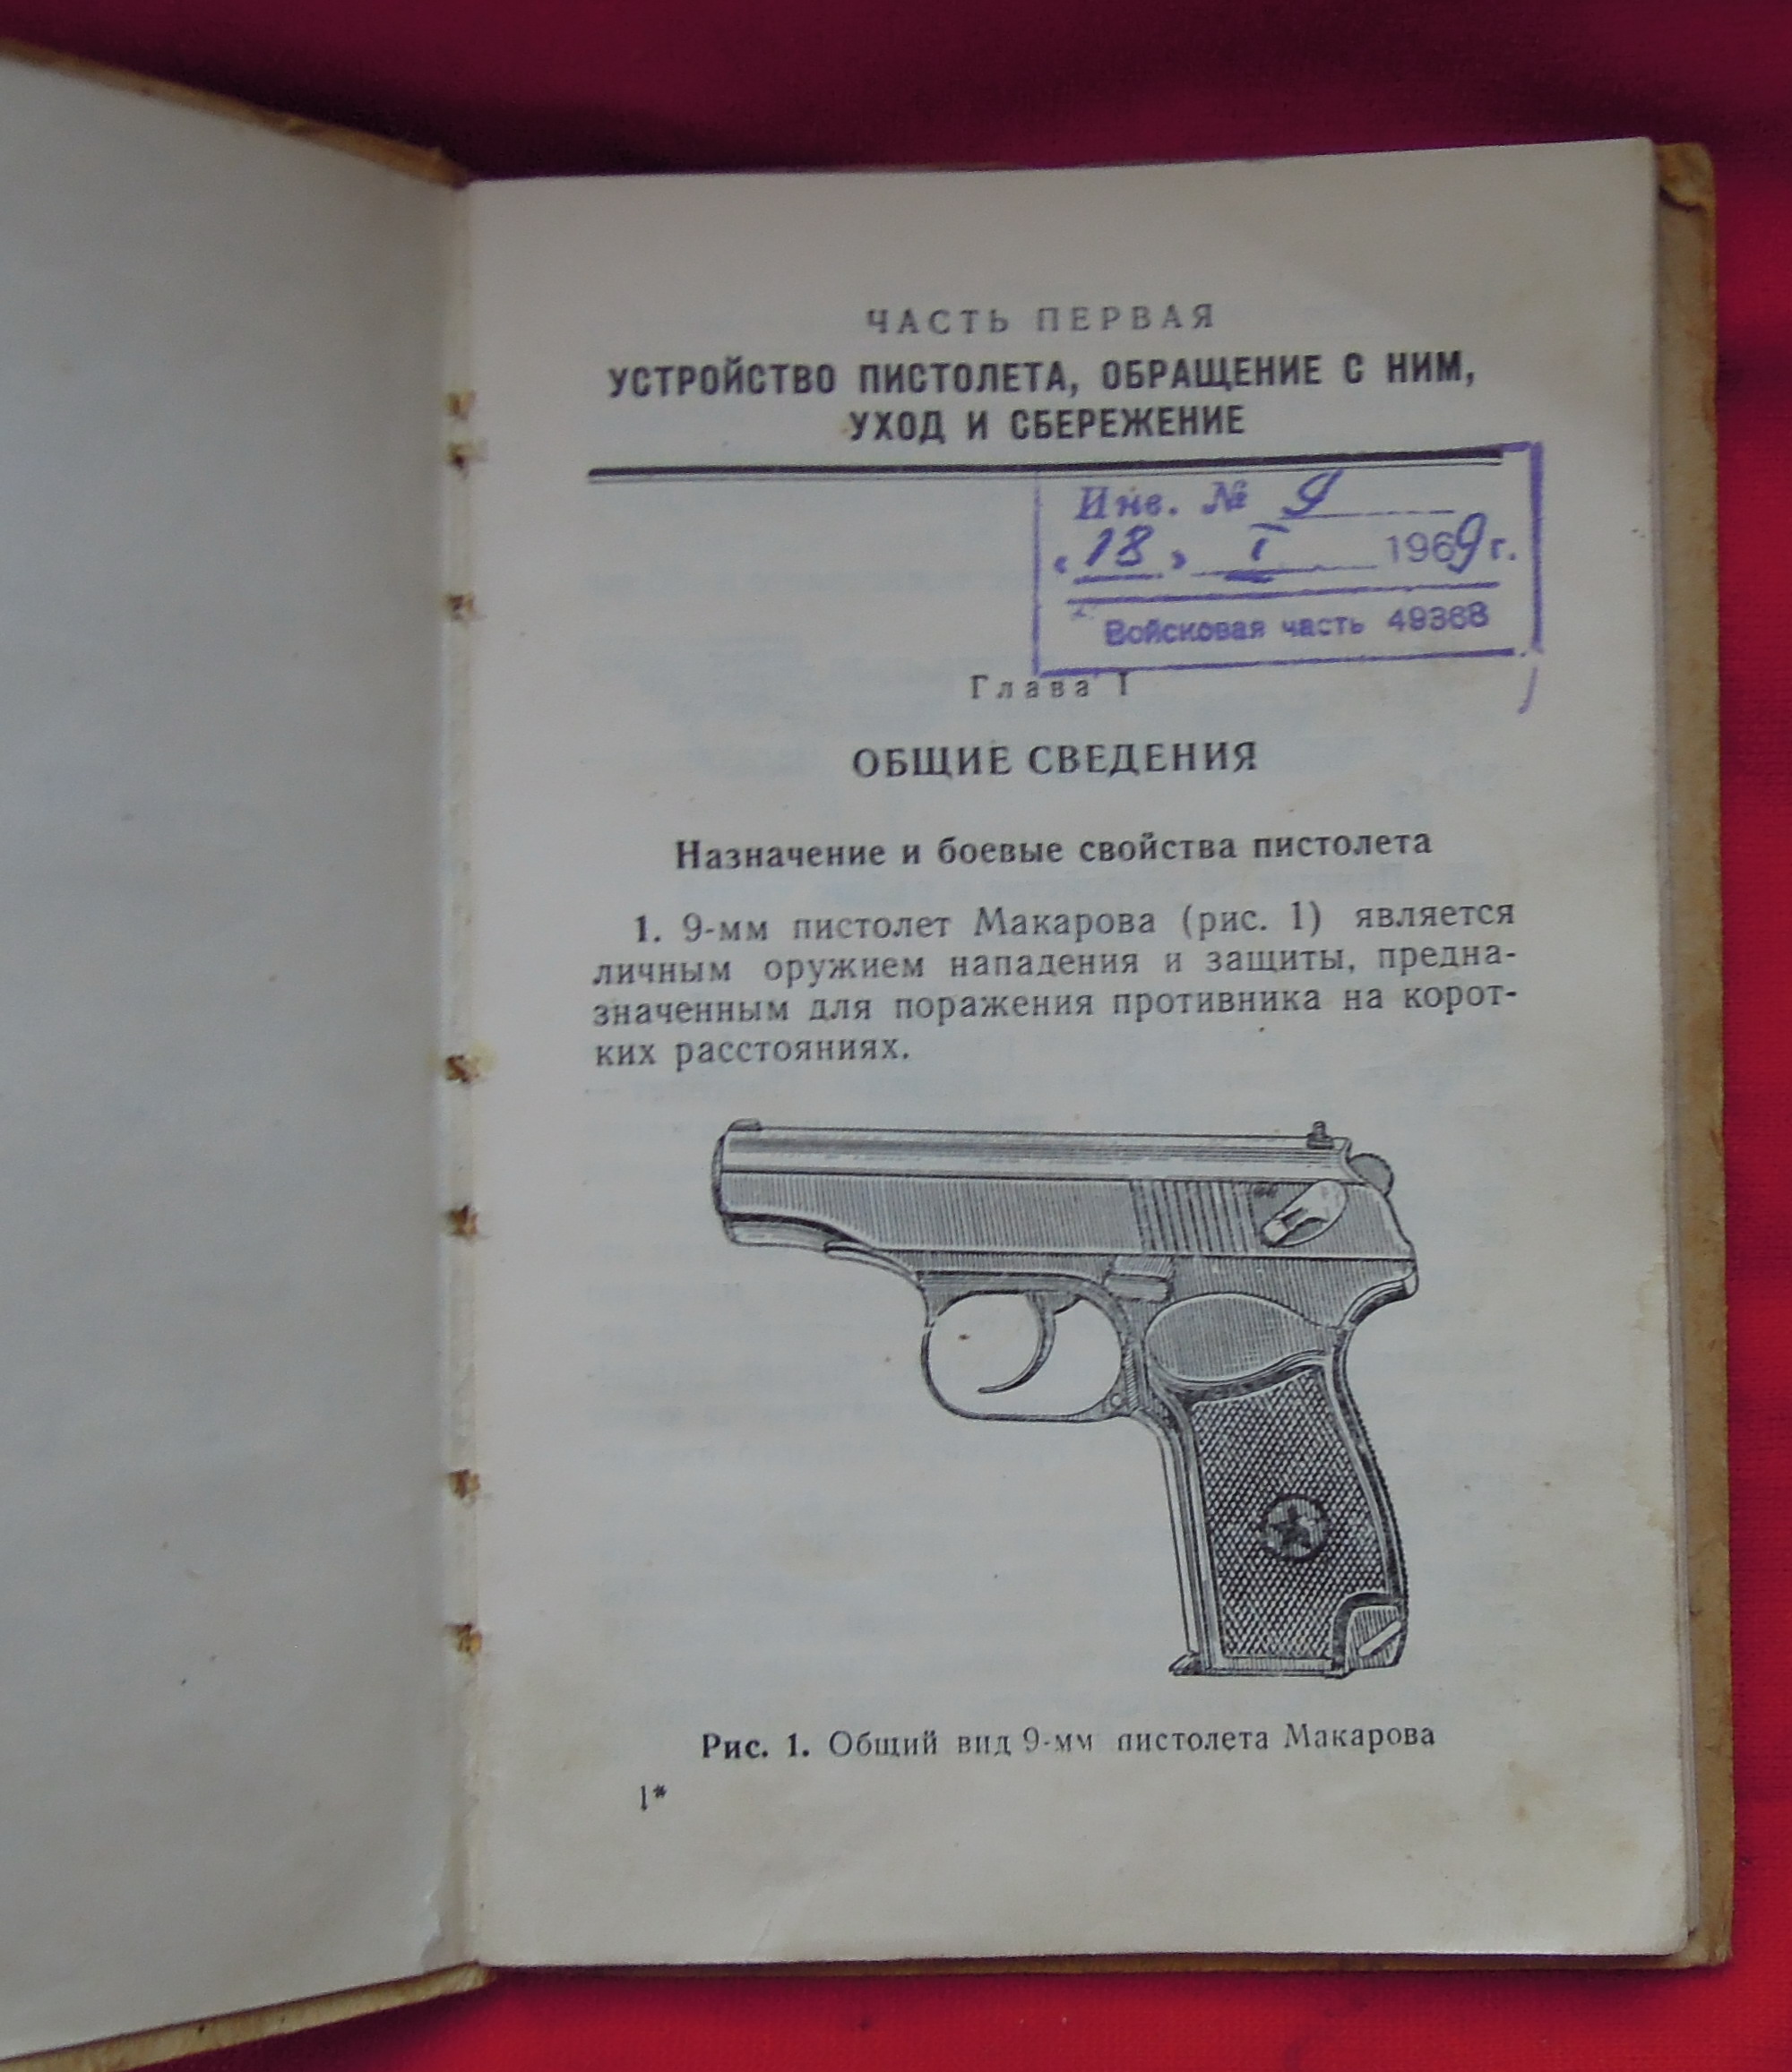 ЧАСТЬ ПЕРВАЯ
УСТРОЙСТВО ПИСТОЛЕТА, ОБРАЩЕНИЕ С НИМ,
УХОД И СБЕРЕЖЕНИЕ
Инв. № 9
«18» I 1969 г.
Войсковая часть 49368
Глава I
ОБЩИЕ СВЕДЕНИЯ
Назначение и боевые свойства пистолета
1. 9-мм пистолет Макарова (рис. 1) является
личным оружием нападения и защиты, предна-
значенным для поражения противника на корот-
ких расстояниях.
Рис. 1. Общий вид 9-мм пистолета Макарова
1*